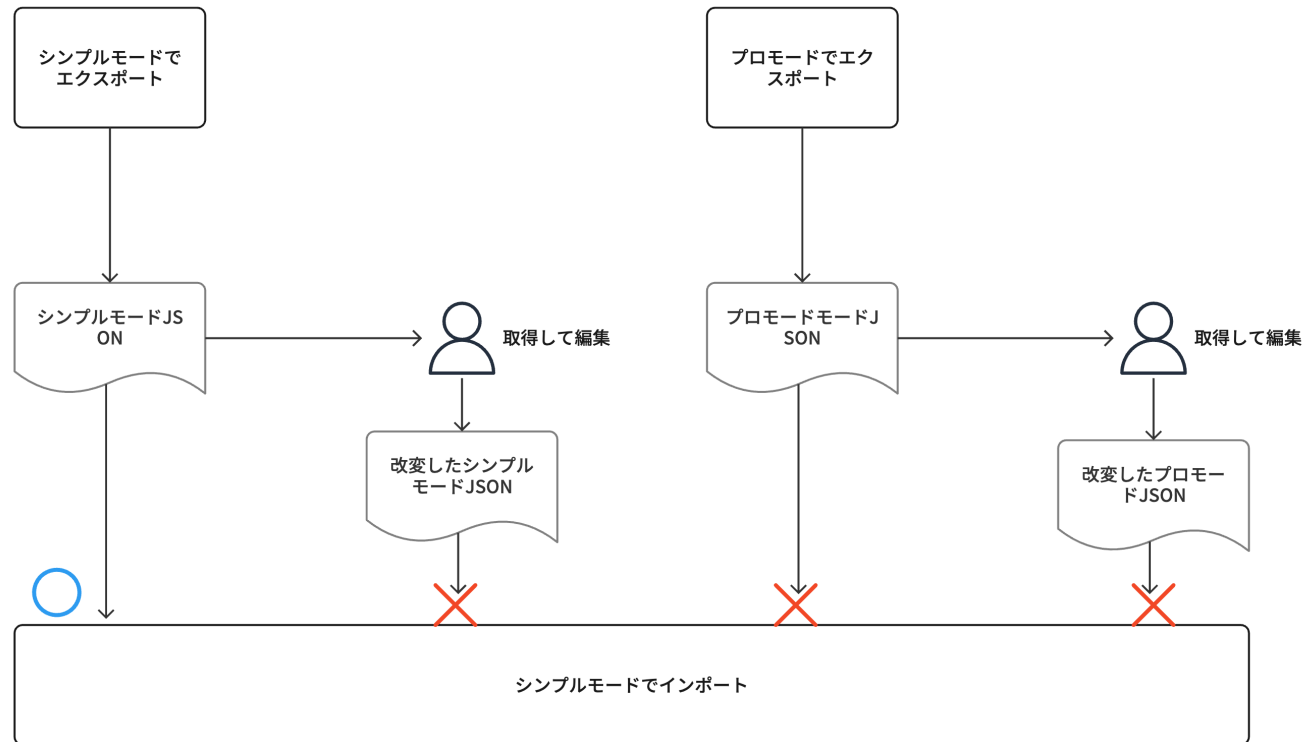 シンプルモードで
エクスポート
プロモードでエク
スポート
シンプルモードJS
ON
取得して編集
プロモードモードJ
SON
取得して編集
改変したシンプル
モードJSON
改変したプロモー
ドJSON
シンプルモードでインポート